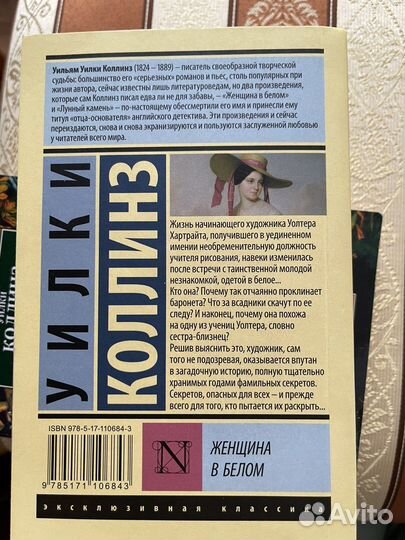 Уильям Уилки Коллинз (1824 – 1889) – писатель своеобразной творческой
судьбы: большинство его «серьезных» романов и пьес, столь популярных при
жизни автора, сейчас известны лишь литературоведам, но два произведения,
которые сам Коллинз писал едва ли не для забавы, – «Женщина в белом»
и «Лунный камень» – по-настоящему обессмертили его имя и принесли ему
титул «отца-основателя» английского детектива. Эти произведения и сейчас
переиздаются, снова и снова экранизируются и пользуются заслуженной любовью
у читателей всего мира.
УИЛКИ
КОЛЛИНЗ
Жизнь начинающего художника Уолтера
Хартрайта, получившего в уединенном
имении необременительную должность
учителя рисования, навеки изменилась
после встречи с таинственной молодой
незнакомкой, одетой в белое...
Кто она? Почему так отчаянно проклинает
баронета? Что за всадники скачут по ее
следу? И наконец, почему она похожа
на одну из учениц Уолтера, словно
сестра-близнец?
Решив выяснить это, художник, сам
того не подозревая, оказывается впутан
в загадочную историю, полную тщательно
хранимых годами фамильных секретов.
Секретов, опасных для всех – и прежде
всего для того, кто пытается их раскрыть...
ISBN 978-5-17-110684-3
9 785171 106843
N
ЖЕНЩИНА
В БЕЛОМ
эксклюзивная классика
УИЛКИ
Avito